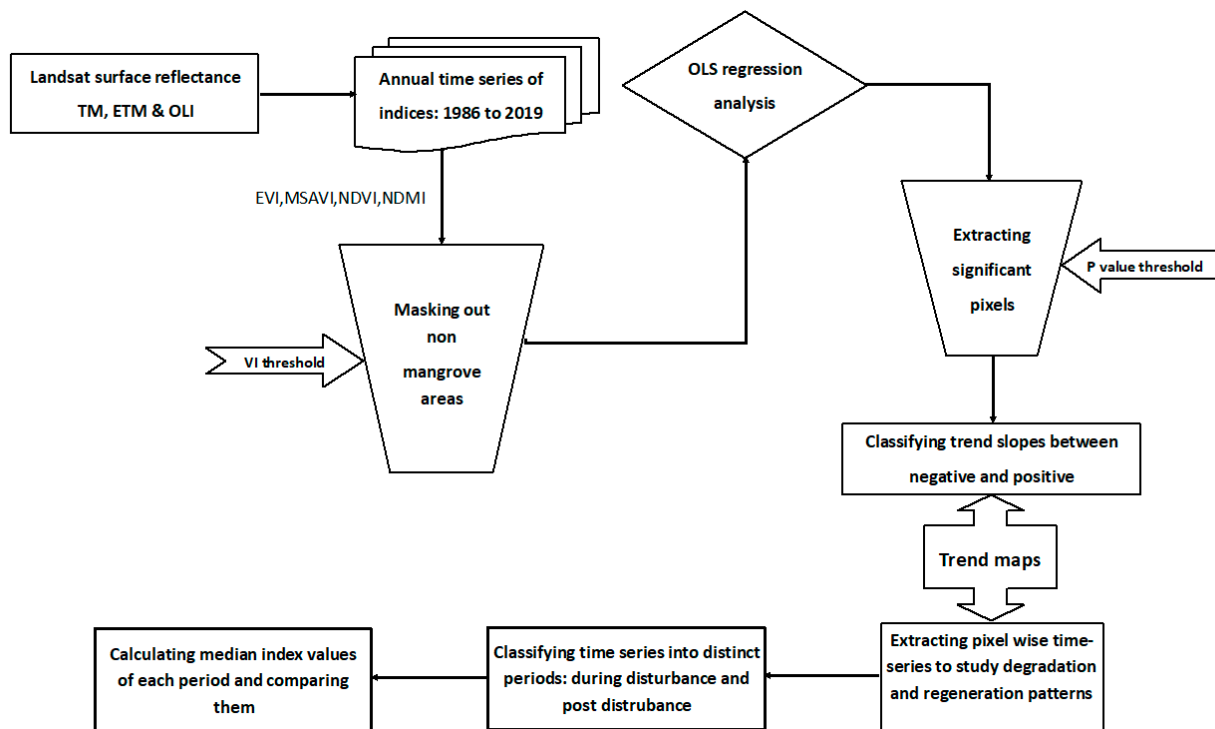 Landsat surface reflectance
TM, ETM & OLI
Annual time series of
indices: 1986 to 2019
EVI,MSAVI,NDVI,NDMI
VI threshold
Masking out
non
mangrove
areas
OLS regression
analysis
Extracting
significant
pixels
P value threshold
Classifying trend slopes between
negative and positive
Trend maps
Extracting pixel wise time-
series to study degradation
and regeneration patterns
Classifying time series into distinct
periods: during disturbance and
post distrubance
Calculating median index values
of each period and comparing
them